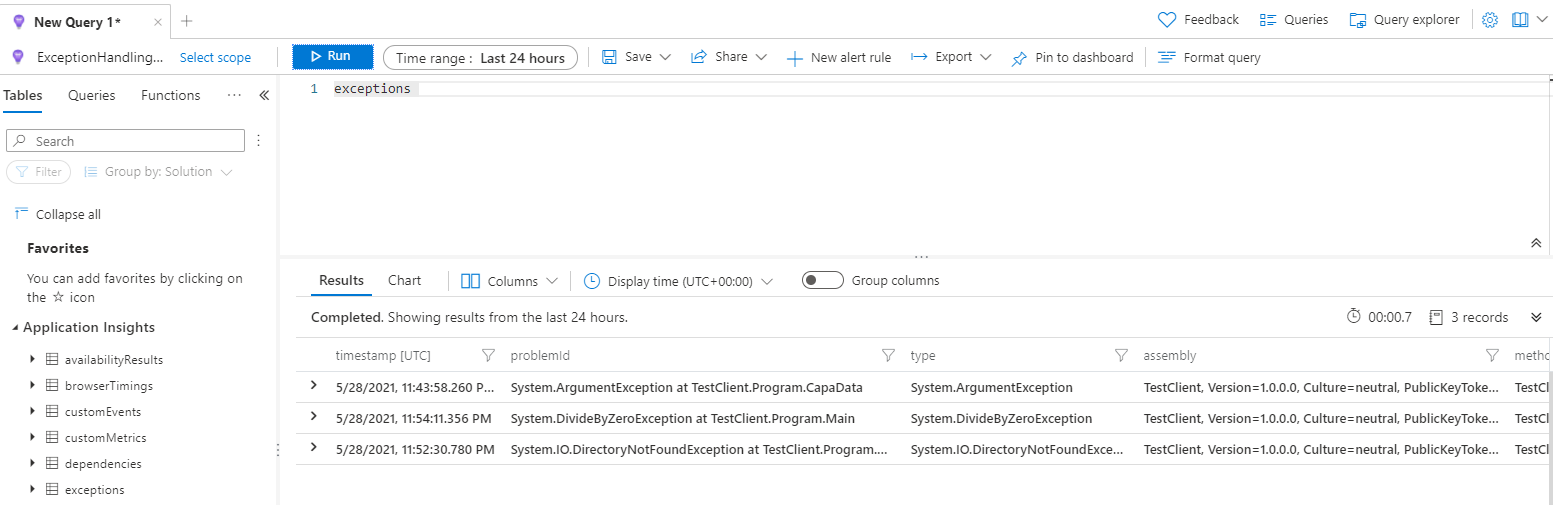 New Query 1*
Feedback Queries Query explorer
ExceptionHandling... Select scope Run Time range : Last 24 hours Save Share New alert rule Export Pin to dashboard Format query
Tables Queries Functions ...
1 exceptions
Search
Filter Group by: Solution
Collapse all
Favorites
You can add favorites by clicking on
the ☆ icon
Application Insights
availabilityResults
browserTimings
customEvents
customMetrics
dependencies
exceptions
Results Chart Columns Display time (UTC+00:00) Group columns
Completed. Showing results from the last 24 hours. 00:00.7 3 records
timestamp [UTC] problemId type assembly metho
5/28/2021, 11:43:58.260 P... System.ArgumentException at TestClient.Program.CapaData System.ArgumentException TestClient, Version=1.0.0.0, Culture=neutral, PublicKeyToke... TestCl
5/28/2021, 11:54:11.356 PM System.DivideByZeroException at TestClient.Program.Main System.DivideByZeroException TestClient, Version=1.0.0.0, Culture=neutral, PublicKeyToke... TestCl
5/28/2021, 11:52:30.780 PM System.IO.DirectoryNotFoundException at TestClient.Program.... System.IO.DirectoryNotFoundExce... TestClient, Version=1.0.0.0, Culture=neutral, PublicKeyToke... TestCl